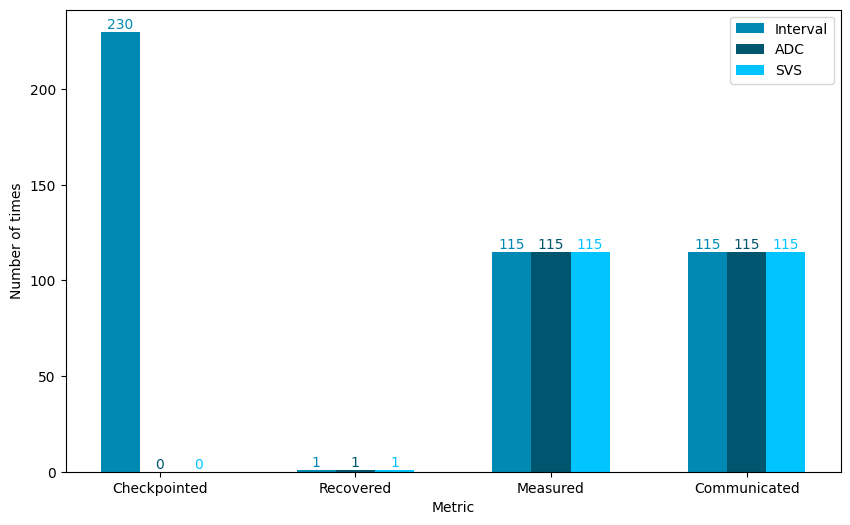 230
Interval
ADC
SVS
200
150
115 115 115 115 115 115
100
50
0 0 1 1 1
0
Checkpointed Recovered Measured Communicated
Metric
Number of times